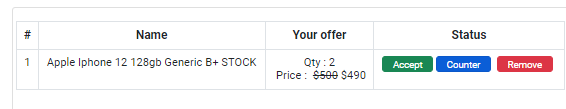 # Name Your offer Status
1 Apple Iphone 12 128gb Generic B+ STOCK Qty : 2 Accept Counter Remove
Price : $500 $490